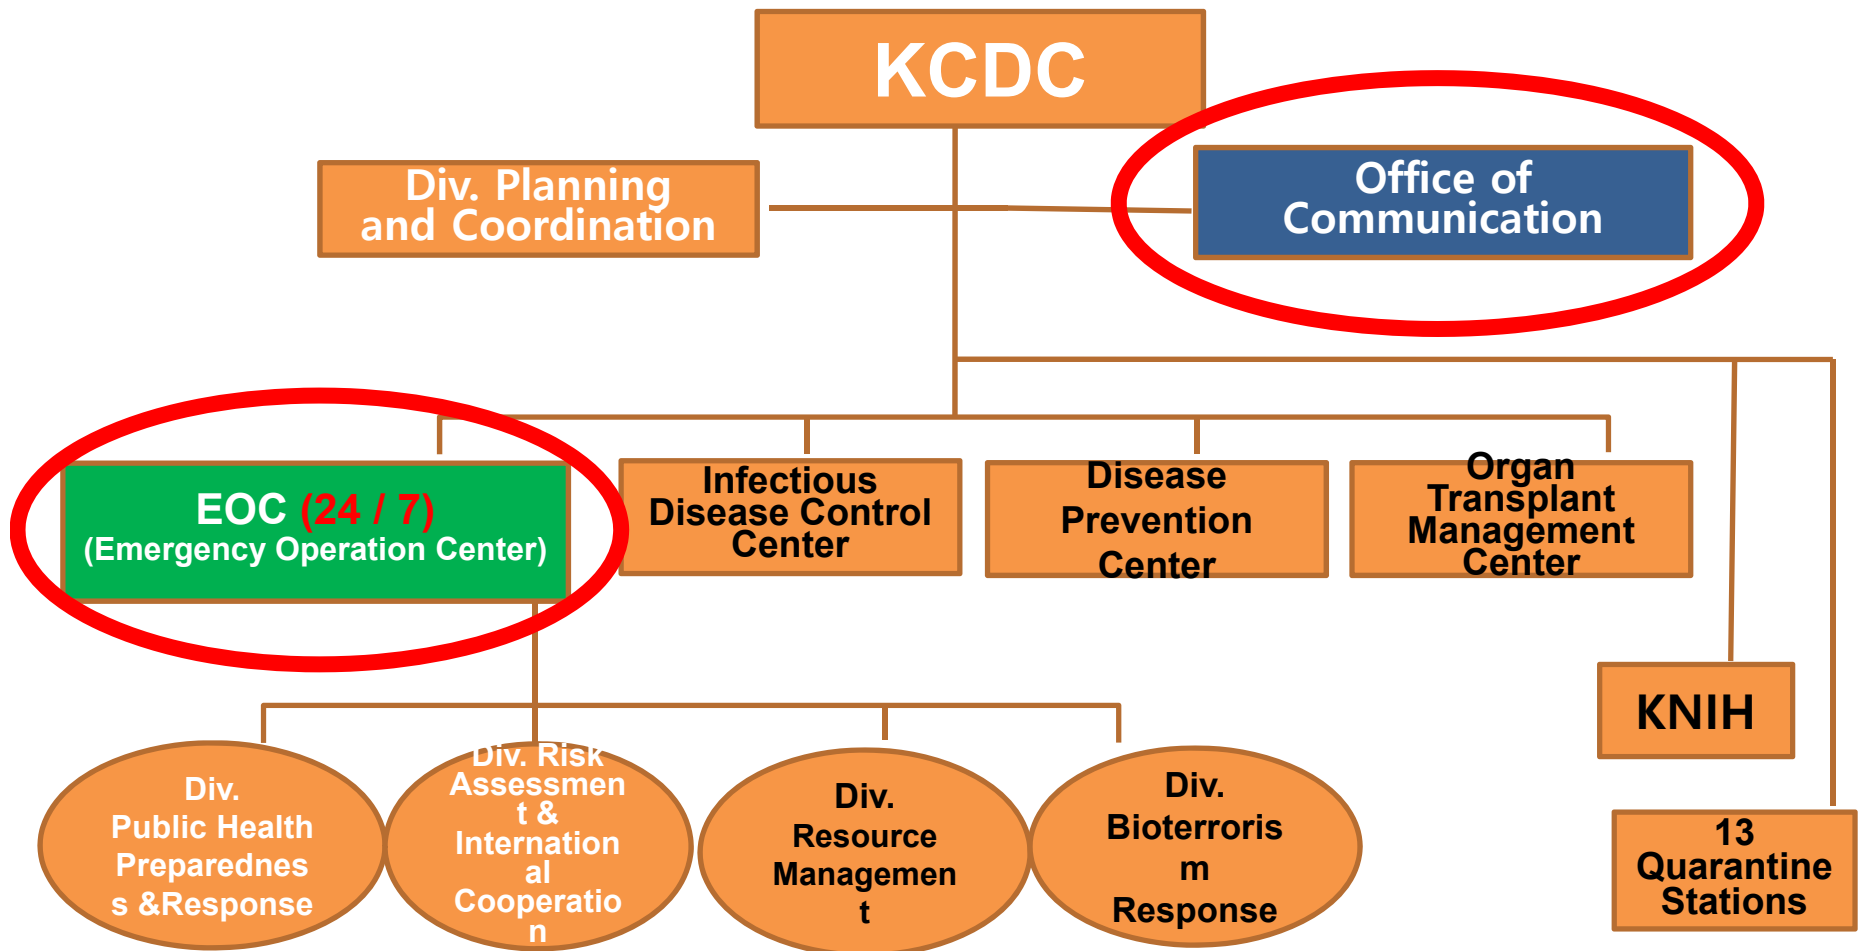 KCDC
Div. Planning
and Coordination
Office of
Communication
EOC (24 / 7)
(Emergency Operation Center)
Infectious
Disease Control
Center
Disease
Prevention
Center
Organ
Transplant
Management
Center
KNIH
13
Quarantine
Stations
Div.
Public Health
Preparednes
s &Response
Div. Risk
Assessmen
t &
Internation
al
Cooperatio
n
Div.
Resource
Managemen
t
Div.
Bioterroris
m
Response